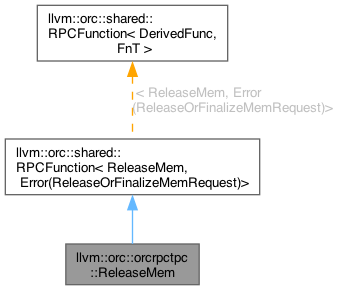 llvm::orc::shared::
RPCFunction< DerivedFunc,
FnT >
< ReleaseMem, Error
(ReleaseOrFinalizeMemRequest)>
llvm::orc::shared::
RPCFunction< ReleaseMem,
Error(ReleaseOrFinalizeMemRequest)>
llvm::orc::orcrpctpc
::ReleaseMem